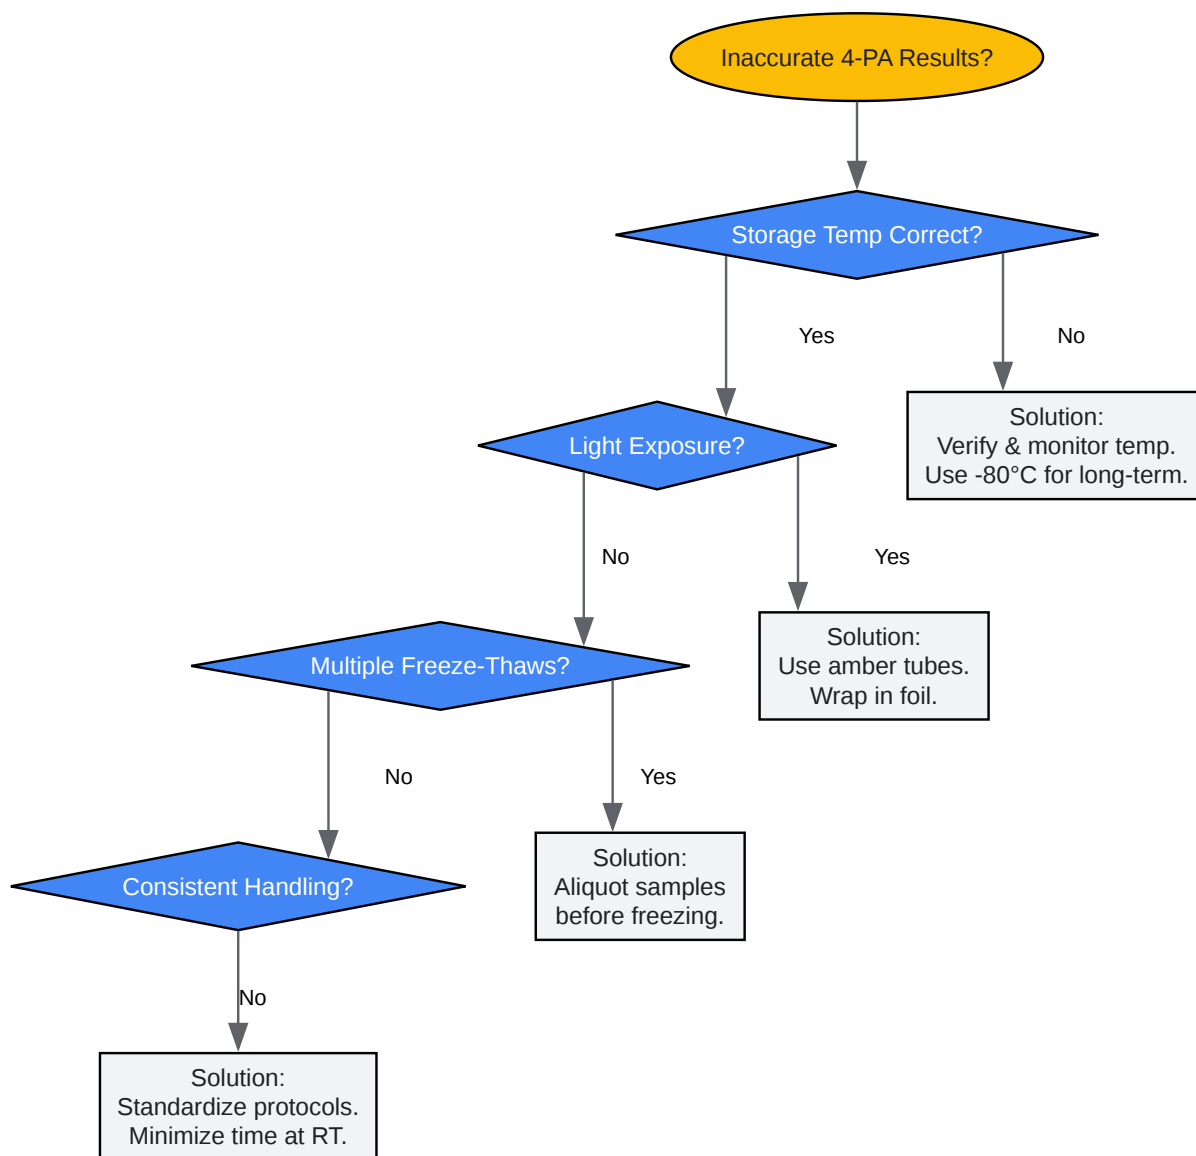 Inaccurate 4-PA Results?
Storage Temp Correct?
Yes
No
Solution:
Verify & monitor temp.
Use -80°C for long-term.
Light Exposure?
No
Yes
Solution:
Use amber tubes.
Wrap in foil.
Multiple Freeze-Thaws?
No
Yes
Solution:
Aliquot samples
before freezing.
Consistent Handling?
No
Solution:
Standardize protocols.
Minimize time at RT.